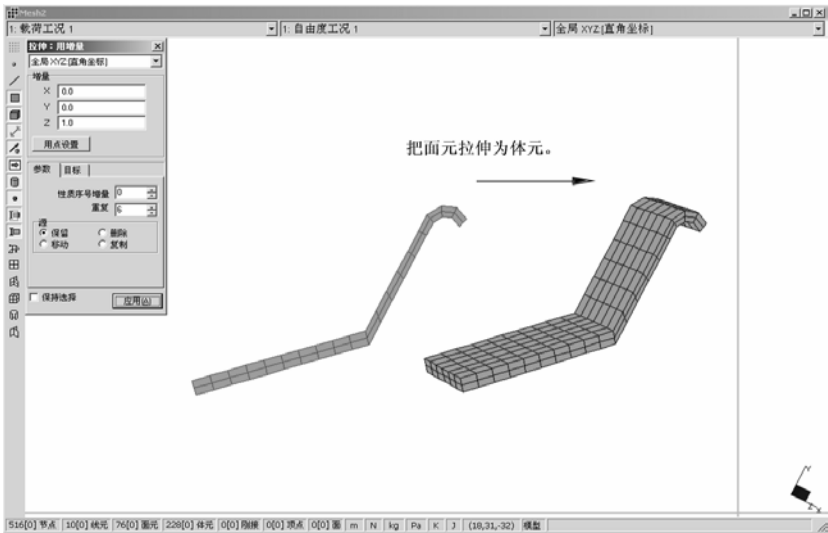 Mesh2
1: 载荷工况 1
1: 自由度工况 1
全局 XYZ[直角坐标]
拉伸：用增量
全局 XYZ[直角坐标]
增量
X 0.0
Y 0.0
Z 1.0
用点设置
参数 目标
性质序号增量 0
重复 6
源
保留 删除
移动 复制
保持选择 应用(A)
把面元拉伸为体元。
Y
Z X
516[0] 节点 10[0] 线元 76[0] 面元 228[0] 体元 0[0] 刚接 0[0] 顶点 0[0] 面 m N kg Pa K J (18,31,-32) 模型